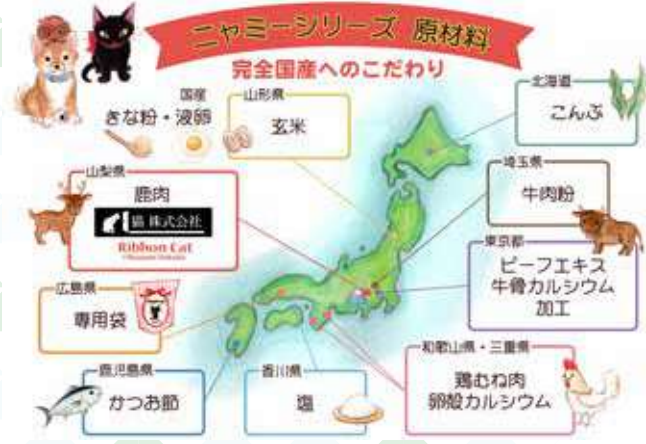 ニャミーシリーズ 原材料
完全国産へのこだわり
国産
きな粉・液卵
山形県
玄米
北海道
こんぶ
山梨県
鹿肉
猫 株式会社
Ribbon Cat
埼玉県
牛肉粉
東京都
ビーフエキス
牛骨カルシウム
加工
広島県
専用袋
鹿児島県
かつお節
香川県
塩
和歌山県・三重県
鶏むね肉
卵殻カルシウム